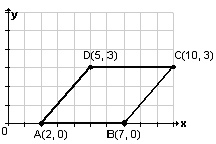 y
D(5, 3)
C(10, 3)
0
x
A(2, 0)
B(7, 0)